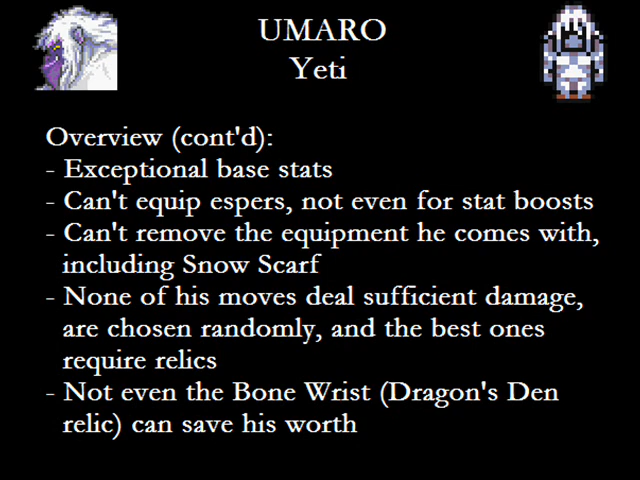 UMARO
Yeti
Overview (cont'd):
- Exceptional base stats
- Can't equip espers, not even for stat boosts
- Can't remove the equipment he comes with,
including Snow Scarf
- None of his moves deal sufficient damage,
are chosen randomly, and the best ones
require relics
- Not even the Bone Wrist (Dragon's Den
relic) can save his worth